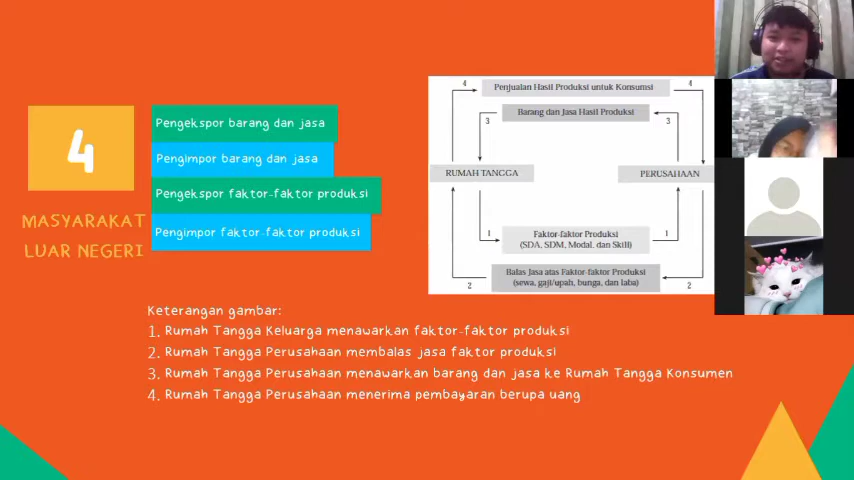 4
MASYARAKAT
LUAR NEGERI
Pengekspor barang dan jasa
Pengimpor barang dan jasa
Pengekspor faktor-faktor produksi
Pengimpor faktor-faktor produksi
4 Penjualan Hasil Produksi untuk Konsumsi 4
3 Barang dan Jasa Hasil Produksi 3
RUMAH TANGGA PERUSAHAAN
1 Faktor-faktor Produksi 1
(SDA, SDM, Modal. dan Skill)
Balas Jasa atas Faktor-faktor Produksi
2 (sewa, gaji/upah, bunga, dan laba) 2
Keterangan gambar:
1. Rumah Tangga Keluarga menawarkan faktor-faktor produksi
2. Rumah Tangga Perusahaan membalas jasa faktor produksi
3. Rumah Tangga Perusahaan menawarkan barang dan jasa ke Rumah Tangga Konsumen
4. Rumah Tangga Perusahaan menerima pembayaran berupa uang